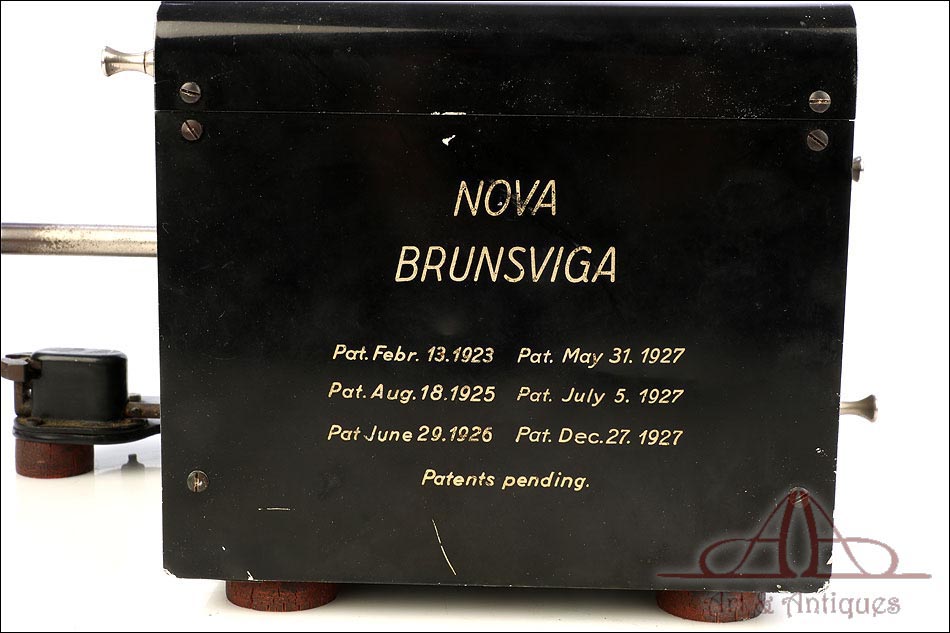 NOVA
BRUNSVIGA
Pat. Febr. 13.1923 Pat. May 31. 1927
Pat. Aug. 18.1925 Pat. July 5. 1927
Pat June 29.1926 Pat. Dec. 27. 1927
Patents pending.
Art & Antiques